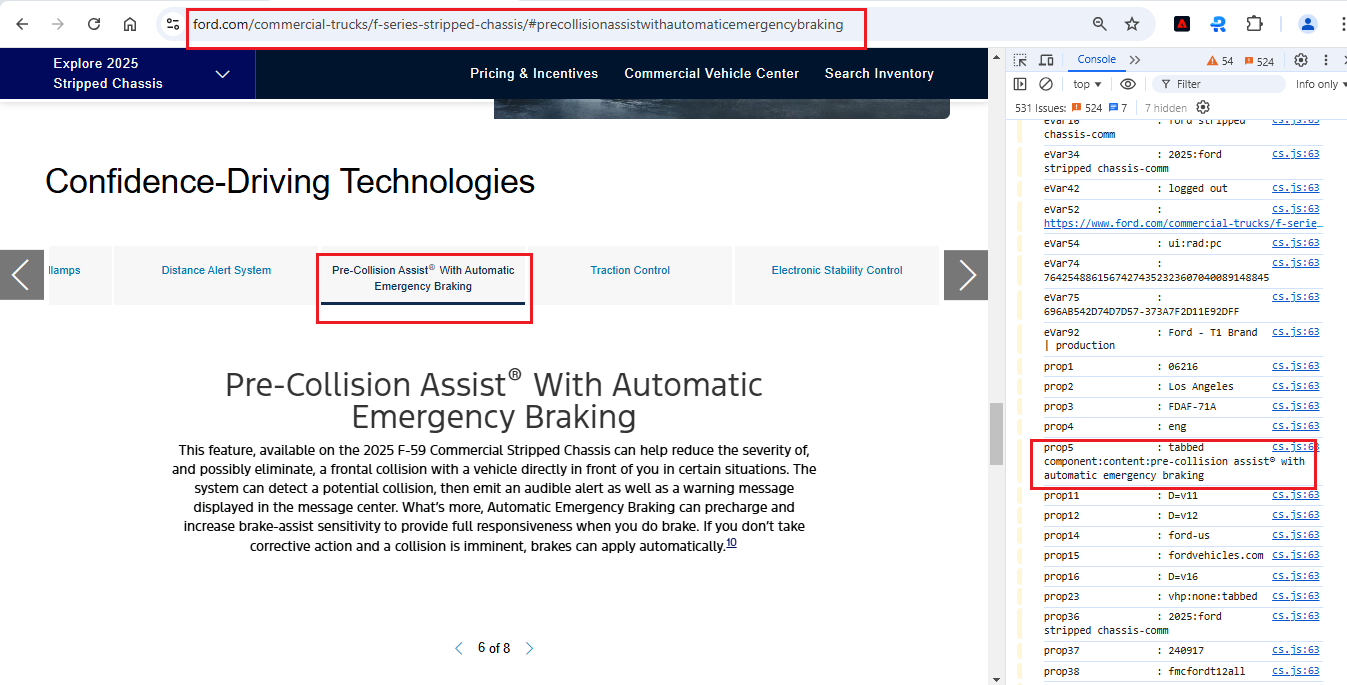 ford.com/commercial-trucks/f-series-stripped-chassis/#precollisionassistwithautomaticemergencybraking
Explore 2025
Stripped Chassis
Pricing & Incentives
Commercial Vehicle Center
Search Inventory
Confidence-Driving Technologies
Distance Alert System
Pre-Collision Assist® With Automatic
Emergency Braking
Traction Control
Electronic Stability Control
Pre-Collision Assist® With Automatic
Emergency Braking
This feature, available on the 2025 F-59 Commercial Stripped Chassis can help reduce the severity of,
and possibly eliminate, a frontal collision with a vehicle directly in front of you in certain situations. The
system can detect a potential collision, then emit an audible alert as well as a warning message
displayed in the message center. What's more, Automatic Emergency Braking can precharge and
increase brake-assist sensitivity to provide full responsiveness when you do brake. If you don't take
corrective action and a collision is imminent, brakes can apply automatically.10
6 of 8
Console
54
524
top
Filter
Info only
531 Issues: 524 7
7 hidden
eVar16 : ford stripped cs.js:63
chassis-comm
eVar34 : 2025:ford cs.js:63
stripped chassis-comm
eVar42 : logged out cs.js:63
eVar52 : cs.js:63
https://www.ford.com/commercial-trucks/f-serie…
eVar54 : ui:rad:pc cs.js:63
eVar74 : cs.js:63
76425488615674274352323607040089148845
eVar75 : cs.js:63
696AB542D74D7D57-373A7F2D11E92DFF
eVar92 : Ford - T1 Brand cs.js:63
| production
prop1 : 06216 cs.js:63
prop2 : Los Angeles cs.js:63
prop3 : FDAF-71A cs.js:63
prop4 : eng cs.js:63
prop5 : tabbed cs.js:63
component:content:pre-collision assist® with
automatic emergency braking
prop11 : D=v11 cs.js:63
prop12 : D=v12 cs.js:63
prop14 : ford-us cs.js:63
prop15 : fordvehicles.com cs.js:63
prop16 : D=v16 cs.js:63
prop23 : vhp:none:tabbed cs.js:63
prop36 : 2025:ford cs.js:63
stripped chassis-comm
prop37 : 240917 cs.js:63
prop38 : fmcfordt12all cs.js:63